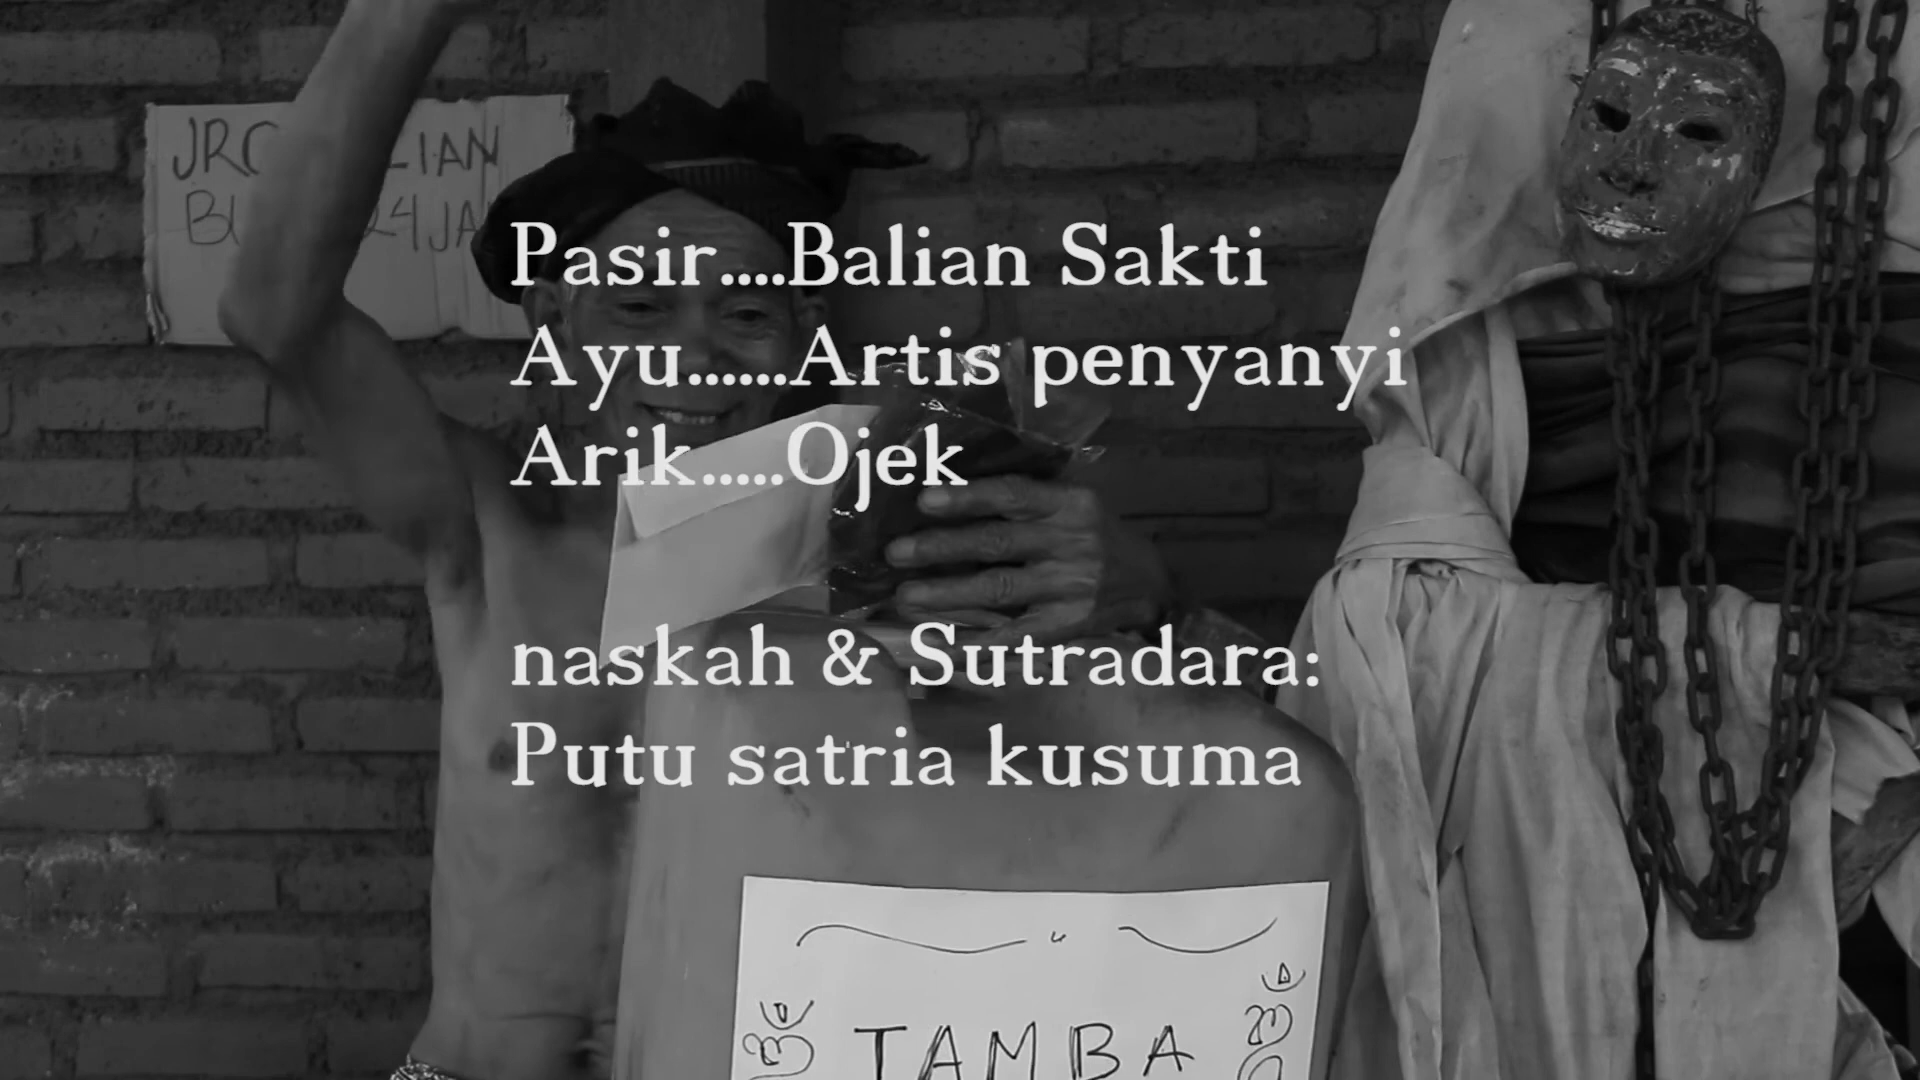 Pasir....Balian Sakti
Ayu......Artis penyanyi
Arik.....Ojek
naskah & Sutradara:
Putu satria kusuma
TAMBA